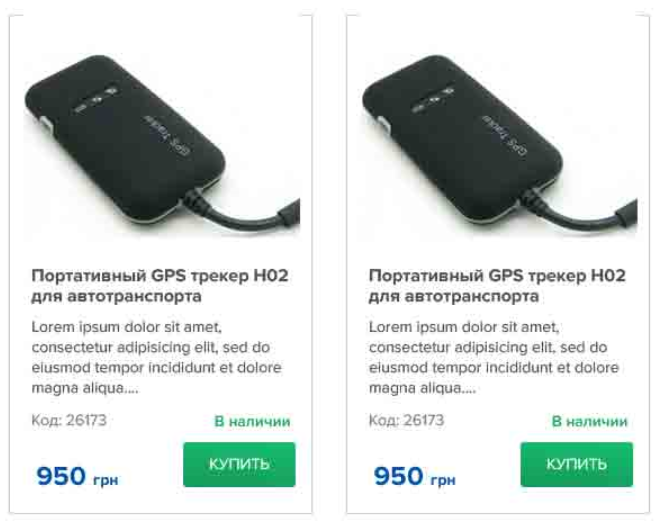 GPS Tracker
Портативный GPS трекер H02
для автотранспорта
Lorem ipsum dolor sit amet,
consectetur adipisicing elit, sed do
eiusmod tempor incididunt et dolore
magna aliqua....
Код: 26173
В наличии
950 грн
КУПИТЬ
GPS Tracker
Портативный GPS трекер H02
для автотранспорта
Lorem ipsum dolor sit amet,
consectetur adipisicing elit, sed do
eiusmod tempor incididunt et dolore
magna aliqua....
Код: 26173
В наличии
950 грн
КУПИТЬ